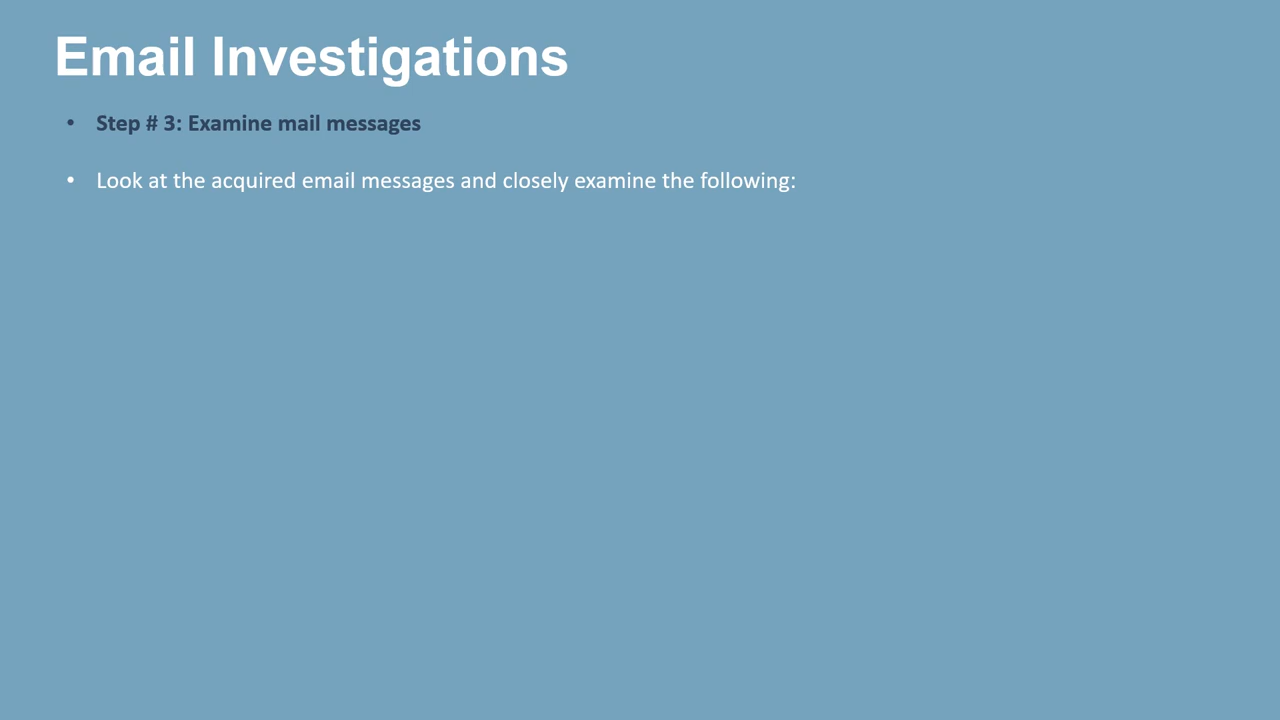 Email Investigations
• Step # 3: Examine mail messages
• Look at the acquired email messages and closely examine the following: